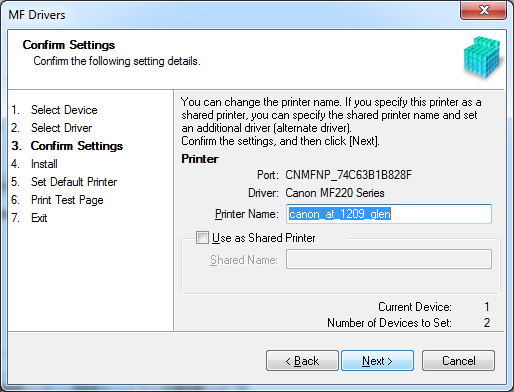 MF Drivers
Confirm Settings
Confirm the following setting details.
1. Select Device
2. Select Driver
3. Confirm Settings
4. Install
5. Set Default Printer
6. Print Test Page
7. Exit
You can change the printer name. If you specify this printer as a
shared printer, you can specify the shared printer name and set
an additional driver (alternate driver).
Confirm the settings, and then click [Next].
Printer
Port: CNMFNP_74C63B1B828F
Driver: Canon MF220 Series
Printer Name: canon_at_1209_glen
Use as Shared Printer
Shared Name:
Current Device: 1
Number of Devices to Set: 2
< Back
Next >
Cancel